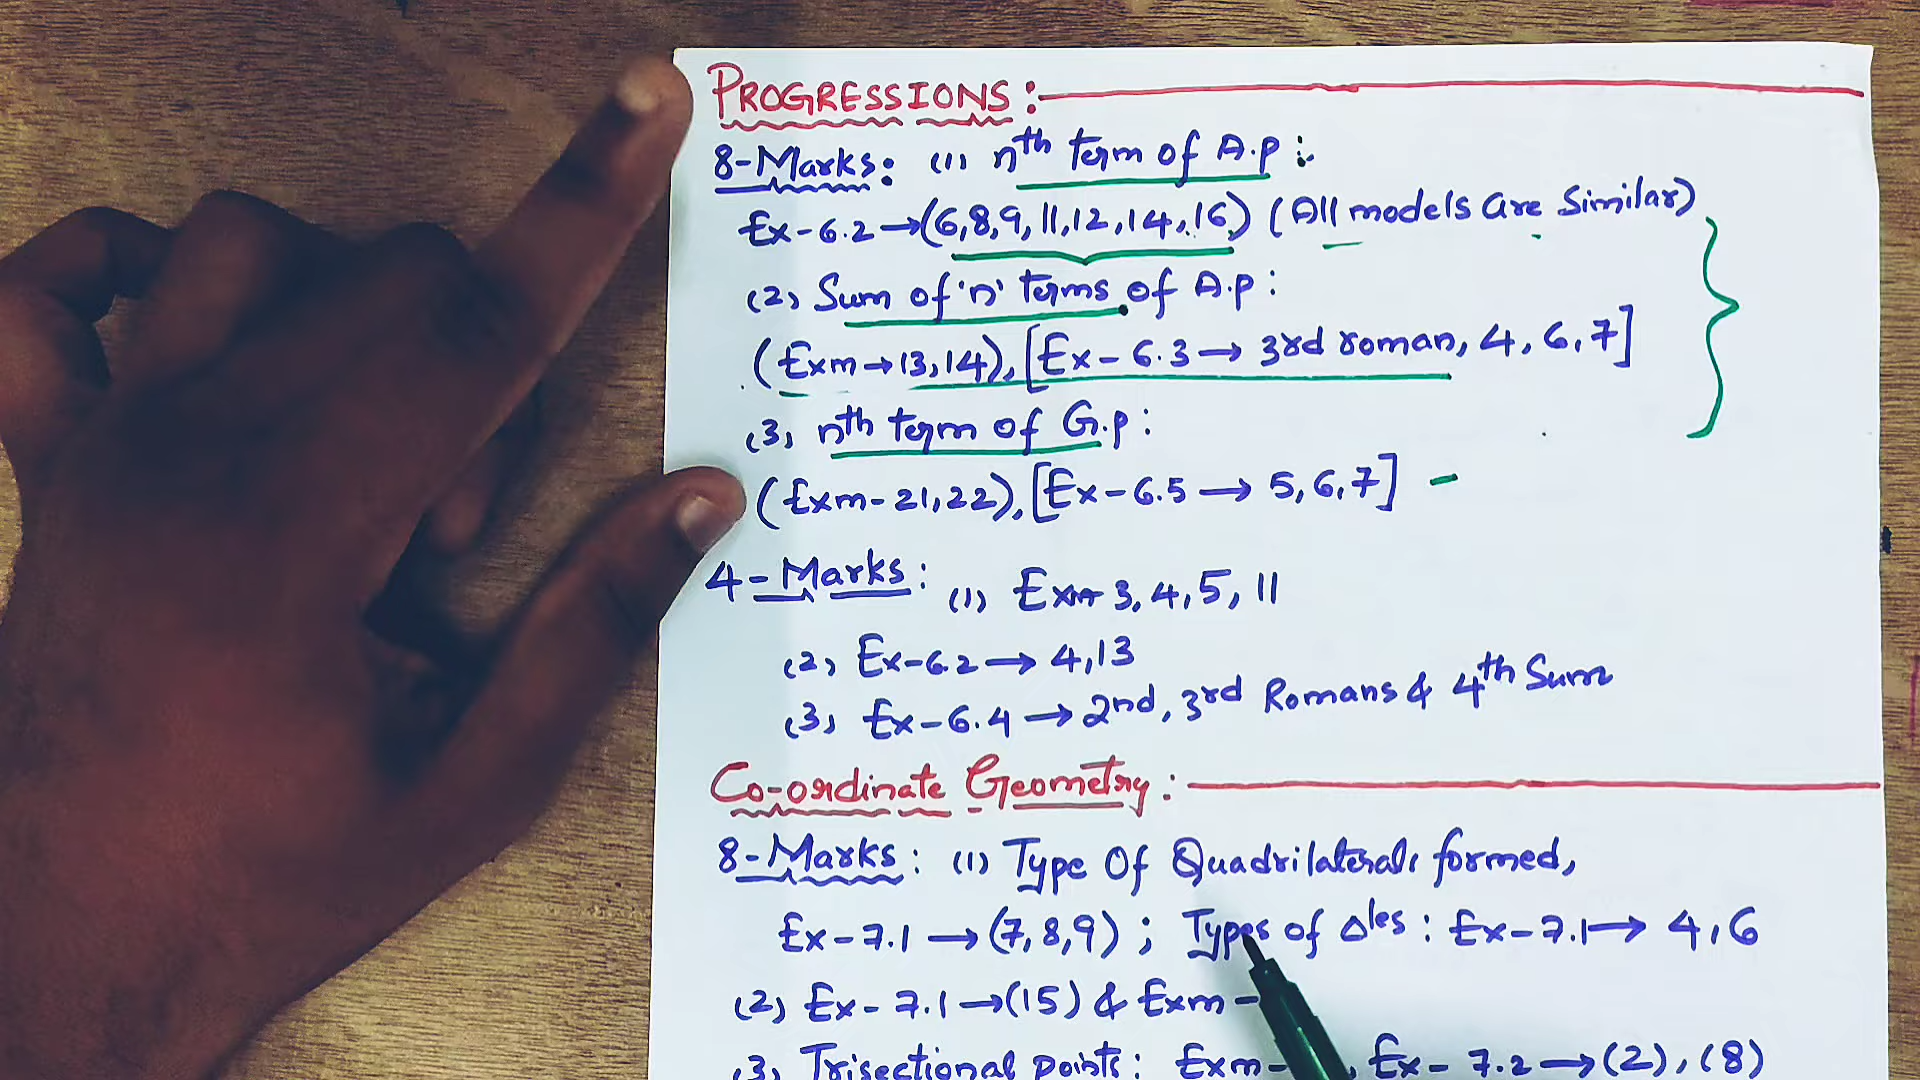 PROGRESSIONS:
8-Marks: (1) nth term of A.P:
Ex-6.2→(6,8,9,11,12,14,16) (All models are Similar)
(2) Sum of 'n' terms of A.P:
(Exm→13,14), [Ex-6.3→ 3rd roman, 4, 6, 7]
(3) nth term of G.P:
(Exm-21,22), [Ex-6.5→ 5,6,7]
4-Marks: (1) Exm 3,4,5,11
(2) Ex-6.2→ 4,13
(3) Ex-6.4→2nd, 3rd Romans & 4th Sum
Co-ordinate Geometry:
8-Marks: (1) Type Of Quadrilaterals formed,
Ex-7.1→(7,8,9); Types of Δles: Ex-7.1→ 4,6
(2) Ex-7.1→(15) & Exm-
(3) Trisectional points: Exm- , Ex-7.2→(2),(8)